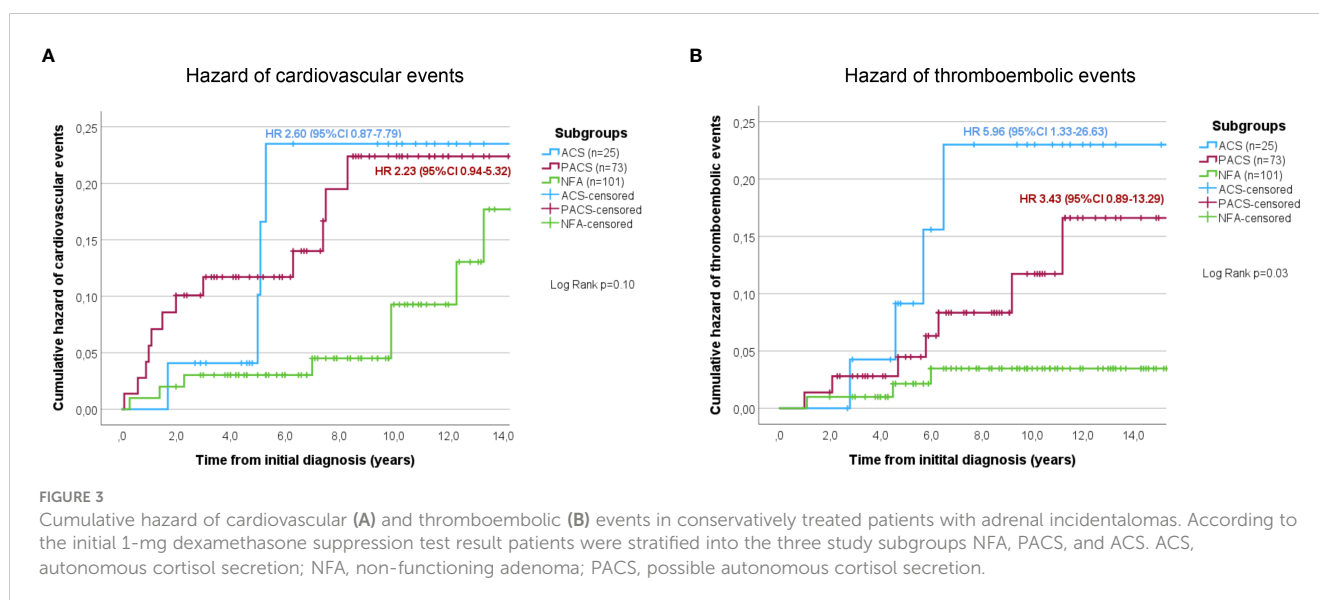 A
Hazard of cardiovascular events
Cumulative hazard of cardiovascular events
0,25
0,20
0,15
0,10
0,05
0,00
HR 2.60 (95%CI 0.87-7.79)
HR 2.23 (95%CI 0.94-5.32)
,0 2,0 4,0 6,0 8,0 10,0 12,0 14,0
Time from initial diagnosis (years)
Subgroups
ACS (n=25)
PACS (n=73)
NFA (n=101)
ACS-censored
PACS-censored
NFA-censored
Log Rank p=0.10
B
Hazard of thromboembolic events
Cumulative hazard of thromboembolic events
0,25
0,20
0,15
0,10
0,05
0,00
HR 5.96 (95%CI 1.33-26.63)
HR 3.43 (95%CI 0.89-13.29)
,0 2,0 4,0 6,0 8,0 10,0 12,0 14,0
Time from initital diagnosis (years)
Subgroups
ACS (n=25)
PACS (n=73)
NFA (n=101)
ACS-censored
PACS-censored
NFA-censored
Log Rank p=0.03
FIGURE 3
Cumulative hazard of cardiovascular (A) and thromboembolic (B) events in conservatively treated patients with adrenal incidentalomas. According to
the initial 1-mg dexamethasone suppression test result patients were stratified into the three study subgroups NFA, PACS, and ACS. ACS,
autonomous cortisol secretion; NFA, non-functioning adenoma; PACS, possible autonomous cortisol secretion.